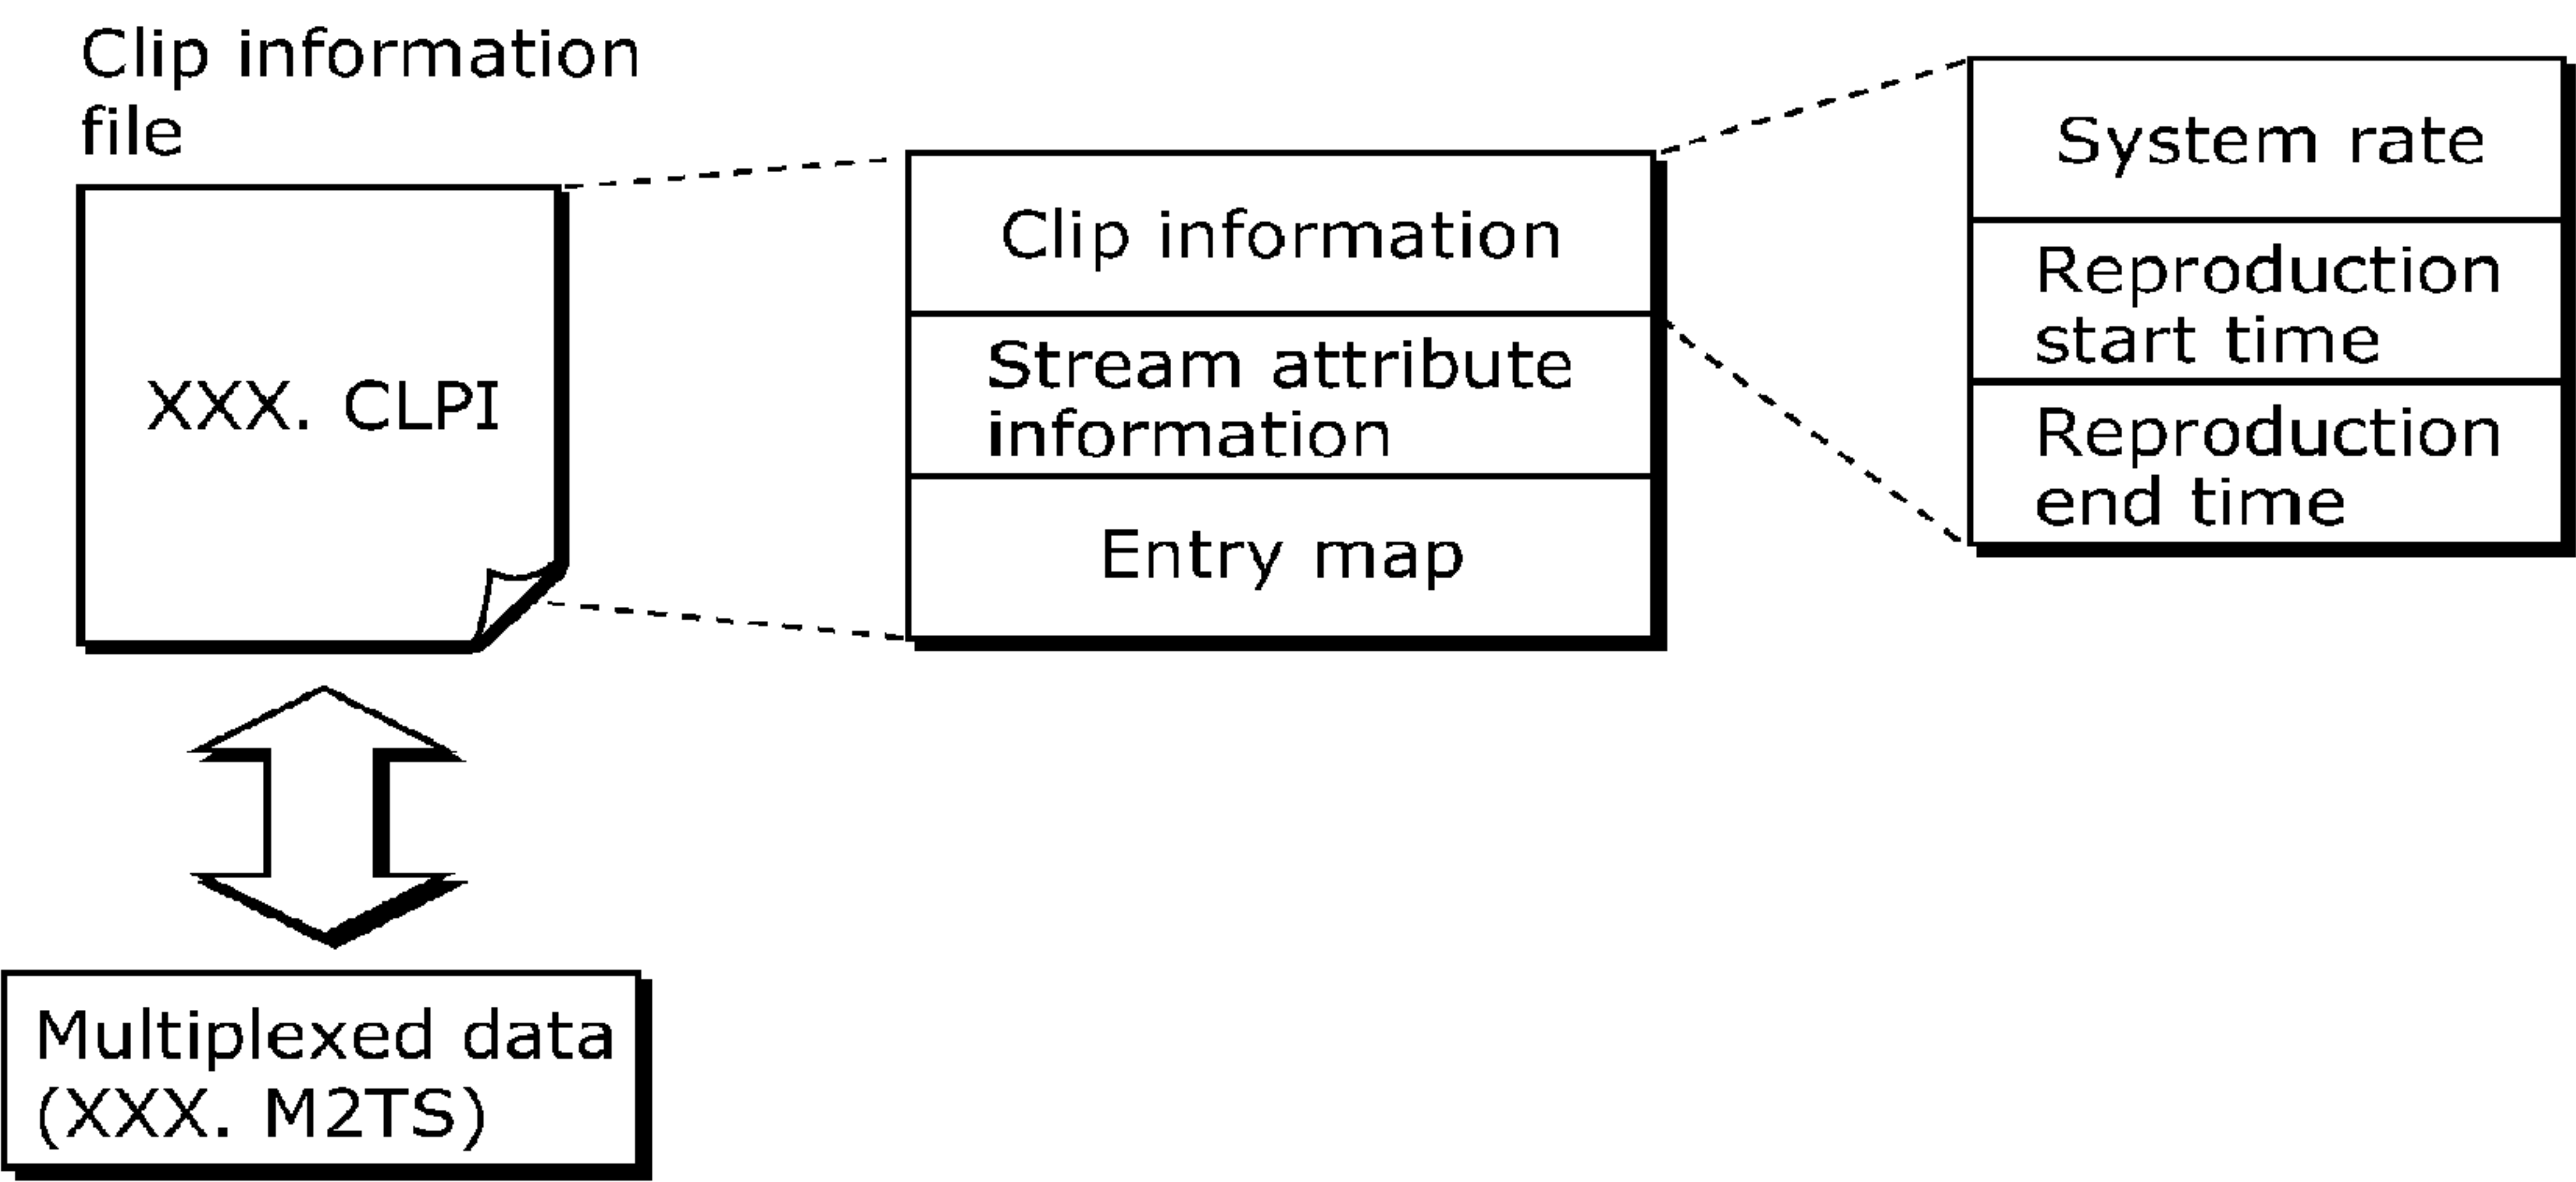 Clip information
file
XXX. CLPI
Multiplexed data
(XXX. M2TS)
Clip information
Stream attribute
information
Entry map
System rate
Reproduction
start time
Reproduction
end time